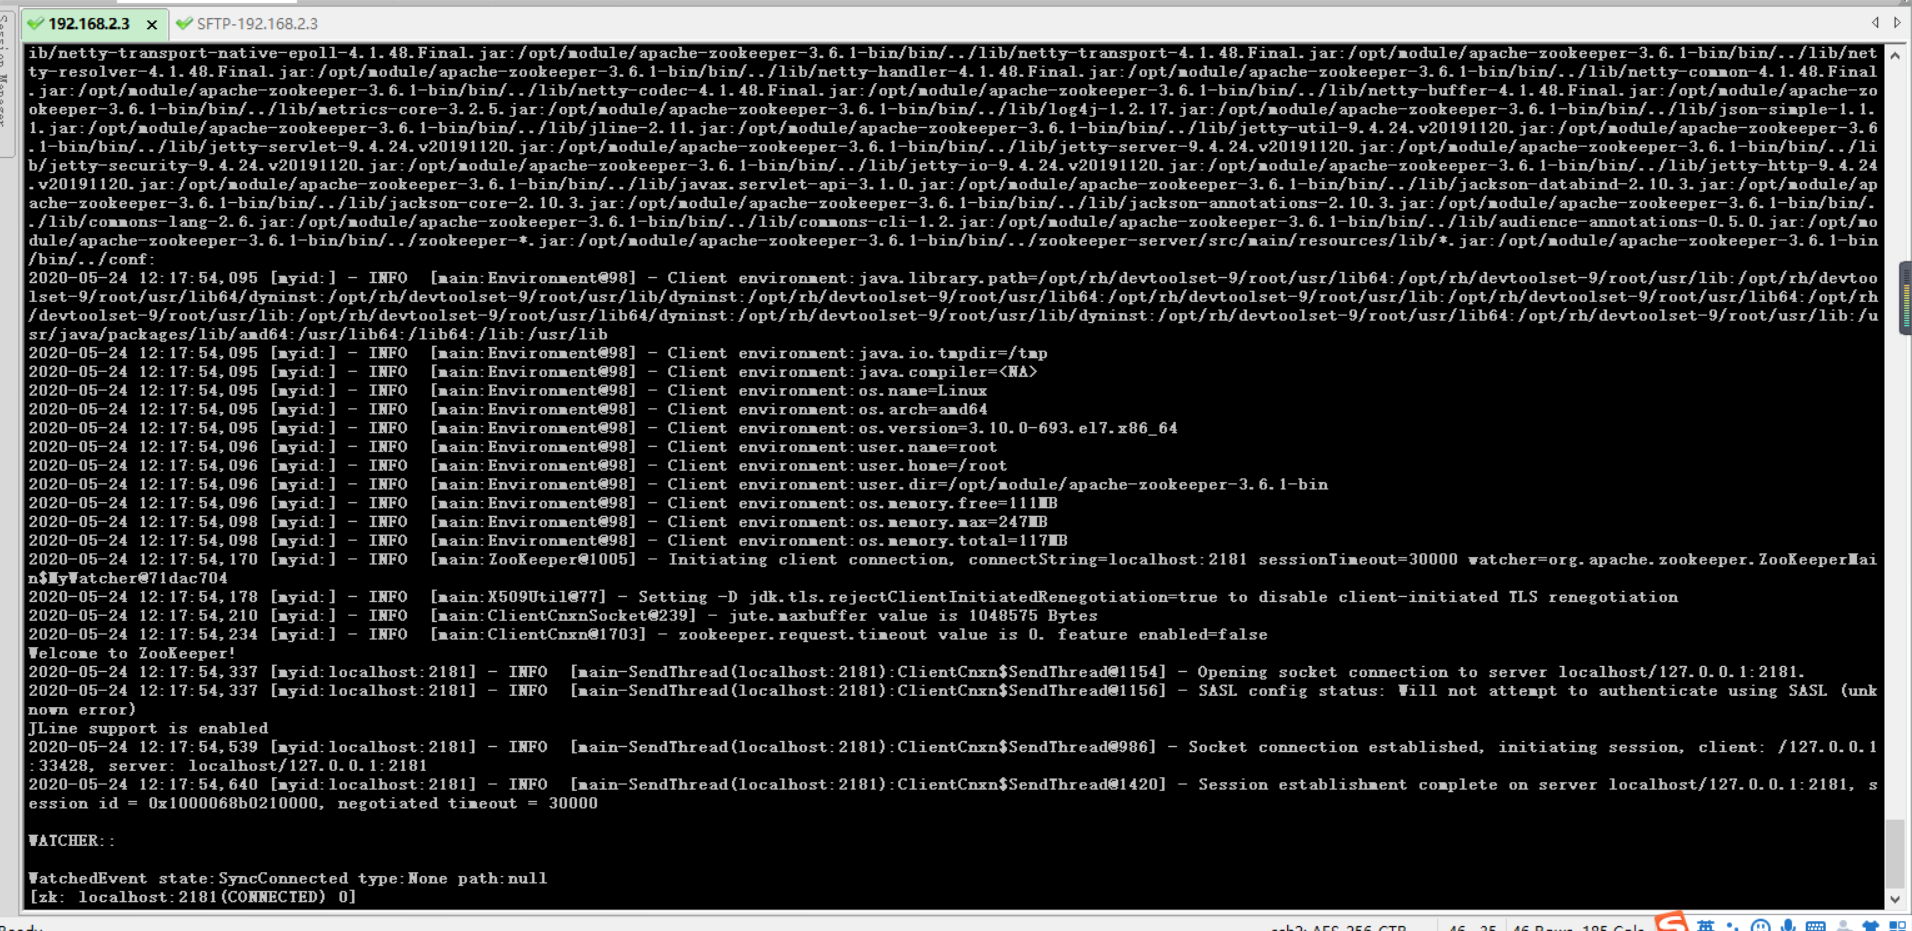 192.168.2.3 × SFTP-192.168.2.3
Session Manager
ib/netty-transport-native-epoll-4.1.48.Final.jar:/opt/module/apache-zookeeper-3.6.1-bin/bin/../lib/netty-transport-4.1.48.Final.jar:/opt/module/apache-zookeeper-3.6.1-bin/bin/../lib/net
ty-resolver-4.1.48.Final.jar:/opt/module/apache-zookeeper-3.6.1-bin/bin/../lib/netty-handler-4.1.48.Final.jar:/opt/module/apache-zookeeper-3.6.1-bin/bin/../lib/netty-common-4.1.48.Final
.jar:/opt/module/apache-zookeeper-3.6.1-bin/bin/../lib/netty-codec-4.1.48.Final.jar:/opt/module/apache-zookeeper-3.6.1-bin/bin/../lib/netty-buffer-4.1.48.Final.jar:/opt/module/apache-zo
okeeper-3.6.1-bin/bin/../lib/metrics-core-3.2.5.jar:/opt/module/apache-zookeeper-3.6.1-bin/bin/../lib/log4j-1.2.17.jar:/opt/module/apache-zookeeper-3.6.1-bin/bin/../lib/json-simple-1.1.
1.jar:/opt/module/apache-zookeeper-3.6.1-bin/bin/../lib/jline-2.11.jar:/opt/module/apache-zookeeper-3.6.1-bin/bin/../lib/jetty-util-9.4.24.v20191120.jar:/opt/module/apache-zookeeper-3.6
.1-bin/bin/../lib/jetty-servlet-9.4.24.v20191120.jar:/opt/module/apache-zookeeper-3.6.1-bin/bin/../lib/jetty-server-9.4.24.v20191120.jar:/opt/module/apache-zookeeper-3.6.1-bin/bin/../li
b/jetty-security-9.4.24.v20191120.jar:/opt/module/apache-zookeeper-3.6.1-bin/bin/../lib/jetty-io-9.4.24.v20191120.jar:/opt/module/apache-zookeeper-3.6.1-bin/bin/../lib/jetty-http-9.4.24
.v20191120.jar:/opt/module/apache-zookeeper-3.6.1-bin/bin/../lib/javax.servlet-api-3.1.0.jar:/opt/module/apache-zookeeper-3.6.1-bin/bin/../lib/jackson-databind-2.10.3.jar:/opt/module/ap
ache-zookeeper-3.6.1-bin/bin/../lib/jackson-core-2.10.3.jar:/opt/module/apache-zookeeper-3.6.1-bin/bin/../lib/jackson-annotations-2.10.3.jar:/opt/module/apache-zookeeper-3.6.1-bin/bin/.
./lib/commons-lang-2.6.jar:/opt/module/apache-zookeeper-3.6.1-bin/bin/../lib/commons-cli-1.2.jar:/opt/module/apache-zookeeper-3.6.1-bin/bin/../lib/audience-annotations-0.5.0.jar:/opt/mo
dule/apache-zookeeper-3.6.1-bin/bin/../zookeeper-*.jar:/opt/module/apache-zookeeper-3.6.1-bin/bin/../zookeeper-server/src/main/resources/lib/*.jar:/opt/module/apache-zookeeper-3.6.1-bin
/bin/../conf:
2020-05-24 12:17:54,095 [myid:] - INFO  [main:Environment@98] - Client environment:java.library.path=/opt/rh/devtoolset-9/root/usr/lib64:/opt/rh/devtoolset-9/root/usr/lib:/opt/rh/devtoo
lset-9/root/usr/lib64/dyninst:/opt/rh/devtoolset-9/root/usr/lib/dyninst:/opt/rh/devtoolset-9/root/usr/lib64:/opt/rh/devtoolset-9/root/usr/lib:/opt/rh/devtoolset-9/root/usr/lib64:/opt/rh
/devtoolset-9/root/usr/lib:/opt/rh/devtoolset-9/root/usr/lib64/dyninst:/opt/rh/devtoolset-9/root/usr/lib/dyninst:/opt/rh/devtoolset-9/root/usr/lib64:/opt/rh/devtoolset-9/root/usr/lib:/u
sr/java/packages/lib/amd64:/usr/lib64:/lib64:/lib:/usr/lib
2020-05-24 12:17:54,095 [myid:] - INFO  [main:Environment@98] - Client environment:java.io.tmpdir=/tmp
2020-05-24 12:17:54,095 [myid:] - INFO  [main:Environment@98] - Client environment:java.compiler=<NA>
2020-05-24 12:17:54,095 [myid:] - INFO  [main:Environment@98] - Client environment:os.name=Linux
2020-05-24 12:17:54,095 [myid:] - INFO  [main:Environment@98] - Client environment:os.arch=amd64
2020-05-24 12:17:54,095 [myid:] - INFO  [main:Environment@98] - Client environment:os.version=3.10.0-693.el7.x86_64
2020-05-24 12:17:54,096 [myid:] - INFO  [main:Environment@98] - Client environment:user.name=root
2020-05-24 12:17:54,096 [myid:] - INFO  [main:Environment@98] - Client environment:user.home=/root
2020-05-24 12:17:54,096 [myid:] - INFO  [main:Environment@98] - Client environment:user.dir=/opt/module/apache-zookeeper-3.6.1-bin
2020-05-24 12:17:54,096 [myid:] - INFO  [main:Environment@98] - Client environment:os.memory.free=111MB
2020-05-24 12:17:54,098 [myid:] - INFO  [main:Environment@98] - Client environment:os.memory.max=247MB
2020-05-24 12:17:54,098 [myid:] - INFO  [main:Environment@98] - Client environment:os.memory.total=117MB
2020-05-24 12:17:54,170 [myid:] - INFO  [main:ZooKeeper@1005] - Initiating client connection, connectString=localhost:2181 sessionTimeout=30000 watcher=org.apache.zookeeper.ZooKeeperMai
n$MyWatcher@71dac704
2020-05-24 12:17:54,178 [myid:] - INFO  [main:X509Util@77] - Setting -D jdk.tls.rejectClientInitiatedRenegotiation=true to disable client-initiated TLS renegotiation
2020-05-24 12:17:54,210 [myid:] - INFO  [main:ClientCnxnSocket@239] - jute.maxbuffer value is 1048575 Bytes
2020-05-24 12:17:54,234 [myid:] - INFO  [main:ClientCnxn@1703] - zookeeper.request.timeout value is 0. feature enabled=false
Welcome to ZooKeeper!
2020-05-24 12:17:54,337 [myid:localhost:2181] - INFO  [main-SendThread(localhost:2181):ClientCnxn$SendThread@1154] - Opening socket connection to server localhost/127.0.0.1:2181.
2020-05-24 12:17:54,337 [myid:localhost:2181] - INFO  [main-SendThread(localhost:2181):ClientCnxn$SendThread@1156] - SASL config status: Will not attempt to authenticate using SASL (unk
nown error)
JLine support is enabled
2020-05-24 12:17:54,539 [myid:localhost:2181] - INFO  [main-SendThread(localhost:2181):ClientCnxn$SendThread@986] - Socket connection established, initiating session, client: /127.0.0.1
:33428, server: localhost/127.0.0.1:2181
2020-05-24 12:17:54,640 [myid:localhost:2181] - INFO  [main-SendThread(localhost:2181):ClientCnxn$SendThread@1420] - Session establishment complete on server localhost/127.0.0.1:2181, s
ession id = 0x1000068b0210000, negotiated timeout = 30000
WATCHER::
WatchedEvent state:SyncConnected type:None path:null
[zk: localhost:2181(CONNECTED) 0]
Ready ssh2: AES-256-CTR 46, 35 46 Rows, 185 Cols 英